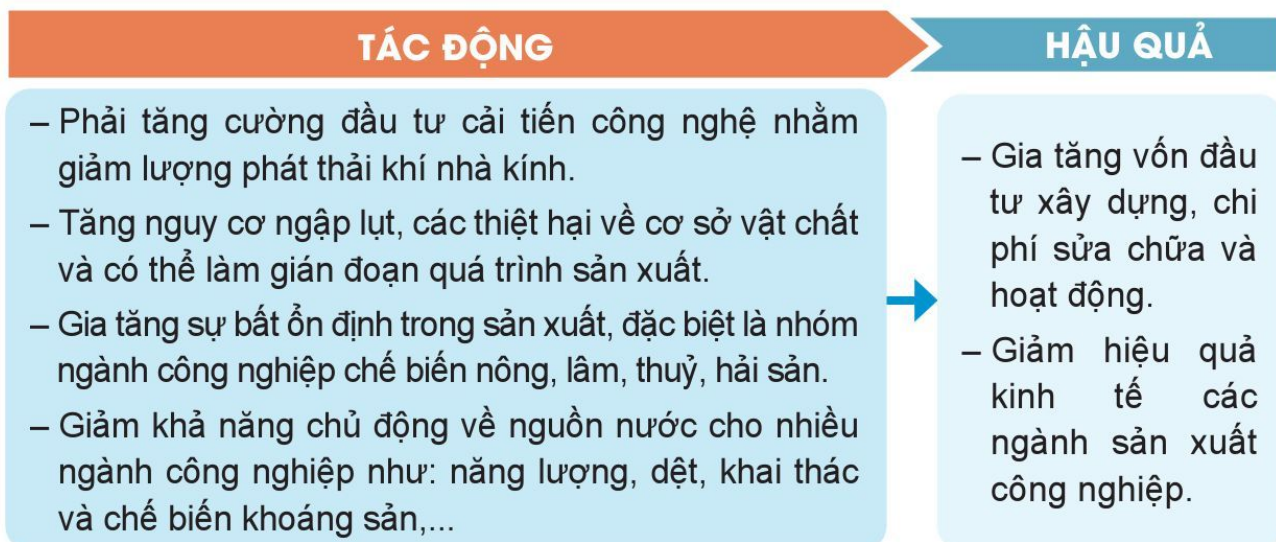 TÁC ĐỘNG
– Phải tăng cường đầu tư cải tiến công nghệ nhằm
giảm lượng phát thải khí nhà kính.
– Tăng nguy cơ ngập lụt, các thiệt hại về cơ sở vật chất
và có thể làm gián đoạn quá trình sản xuất.
– Gia tăng sự bất ổn định trong sản xuất, đặc biệt là nhóm
ngành công nghiệp chế biến nông, lâm, thuỷ, hải sản.
– Giảm khả năng chủ động về nguồn nước cho nhiều
ngành công nghiệp như: năng lượng, dệt, khai thác
và chế biến khoáng sản,...
HẬU QUẢ
– Gia tăng vốn đầu
tư xây dựng, chi
phí sửa chữa và
hoạt động.
– Giảm hiệu quả
kinh tế các
ngành sản xuất
công nghiệp.